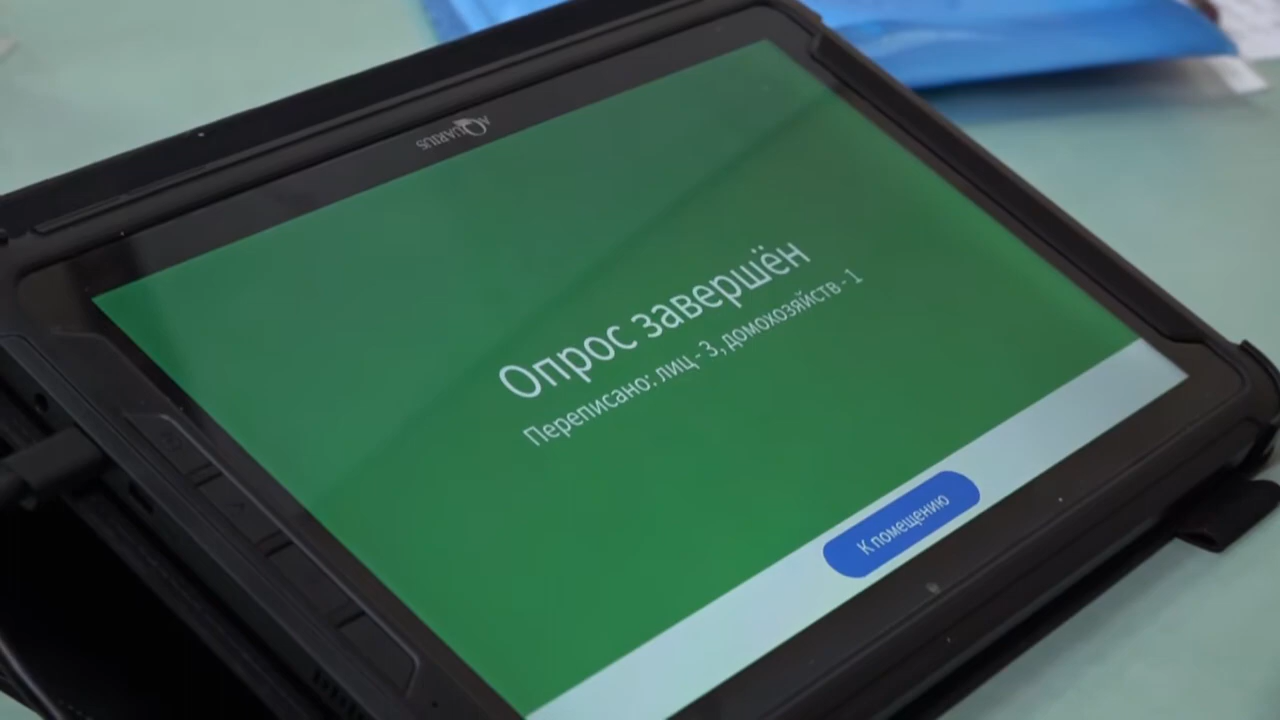 AQUARIUS
Опрос завершён
Переписано: лиц - 3, домохозяйств - 1
К помещению